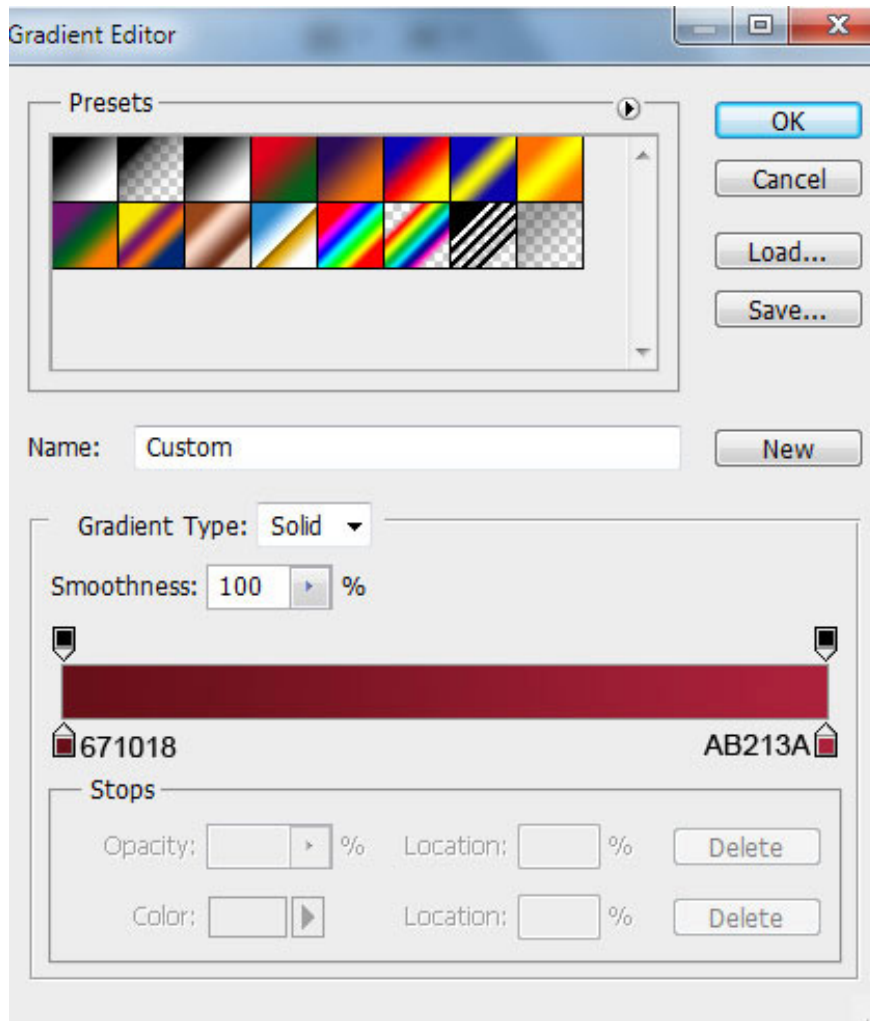 Gradient Editor
Presets
OK
Cancel
Load...
Save...
Name: Custom
New
Gradient Type: Solid
Smoothness: 100 %
671018
AB213A
Stops
Opacity: % Location: % Delete
Color: Location: % Delete